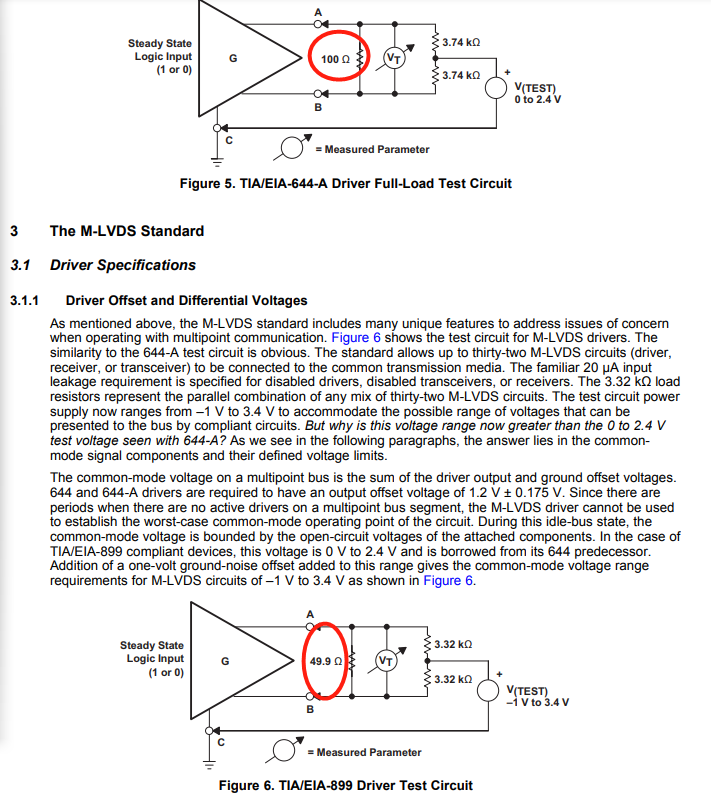 A
Steady State
Logic Input
(1 or 0)
G
100 Ω
VT
3.74 kΩ
3.74 kΩ
+
V(TEST)
0 to 2.4 V
B
C
= Measured Parameter
Figure 5. TIA/EIA-644-A Driver Full-Load Test Circuit
3 The M-LVDS Standard
3.1 Driver Specifications
3.1.1 Driver Offset and Differential Voltages
As mentioned above, the M-LVDS standard includes many unique features to address issues of concern
when operating with multipoint communication. Figure 6 shows the test circuit for M-LVDS drivers. The
similarity to the 644-A test circuit is obvious. The standard allows up to thirty-two M-LVDS circuits (driver,
receiver, or transceiver) to be connected to the common transmission media. The familiar 20 μA input
leakage requirement is specified for disabled drivers, disabled transceivers, or receivers. The 3.32 kΩ load
resistors represent the parallel combination of any mix of thirty-two M-LVDS circuits. The test circuit power
supply now ranges from –1 V to 3.4 V to accommodate the possible range of voltages that can be
presented to the bus by compliant circuits. But why is this voltage range now greater than the 0 to 2.4 V
test voltage seen with 644-A? As we see in the following paragraphs, the answer lies in the common-
mode signal components and their defined voltage limits.
The common-mode voltage on a multipoint bus is the sum of the driver output and ground offset voltages.
644 and 644-A drivers are required to have an output offset voltage of 1.2 V ± 0.175 V. Since there are
periods when there are no active drivers on a multipoint bus segment, the M-LVDS driver cannot be used
to establish the worst-case common-mode operating point of the circuit. During this idle-bus state, the
common-mode voltage is bounded by the open-circuit voltages of the attached components. In the case of
TIA/EIA-899 compliant devices, this voltage is 0 V to 2.4 V and is borrowed from its 644 predecessor.
Addition of a one-volt ground-noise offset added to this range gives the common-mode voltage range
requirements for M-LVDS circuits of –1 V to 3.4 V as shown in Figure 6.
A
Steady State
Logic Input
(1 or 0)
G
49.9 Ω
VT
3.32 kΩ
3.32 kΩ
+
V(TEST)
–1 V to 3.4 V
B
C
= Measured Parameter
Figure 6. TIA/EIA-899 Driver Test Circuit